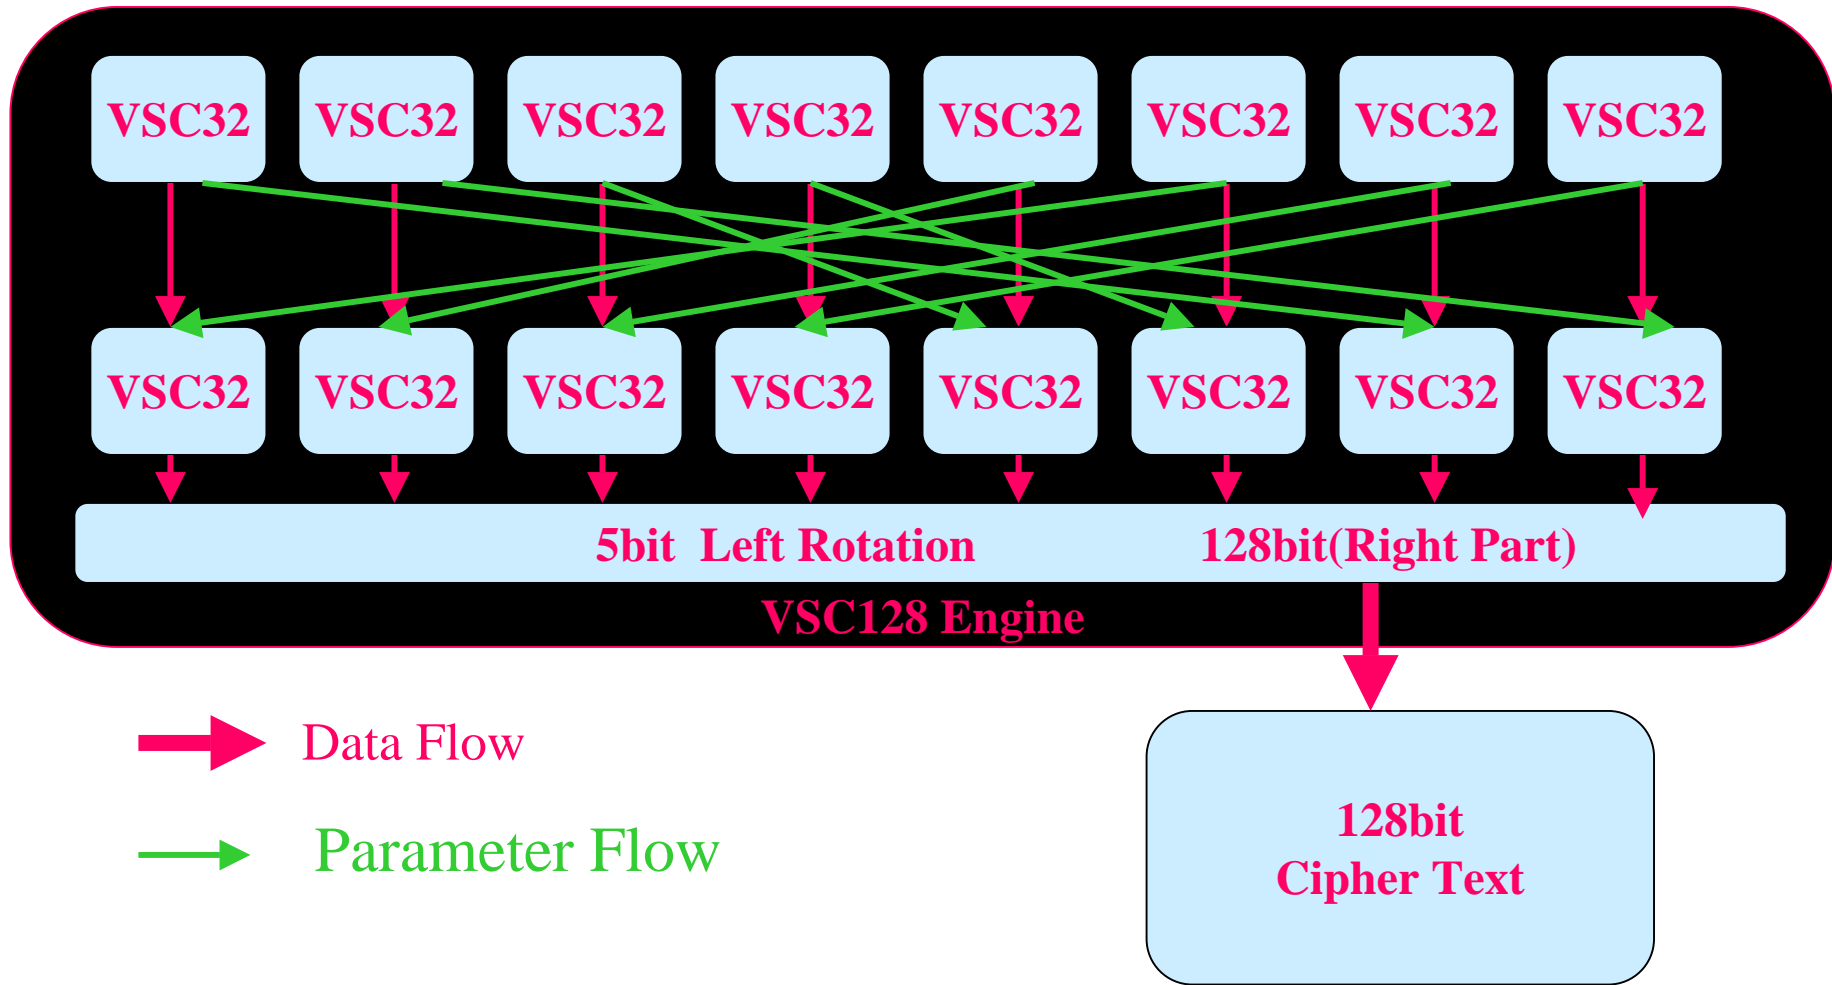 VSC32 VSC32 VSC32 VSC32 VSC32 VSC32 VSC32 VSC32
VSC32 VSC32 VSC32 VSC32 VSC32 VSC32 VSC32 VSC32
5bit Left Rotation 128bit(Right Part)
VSC128 Engine
Data Flow
Parameter Flow
128bit
Cipher Text